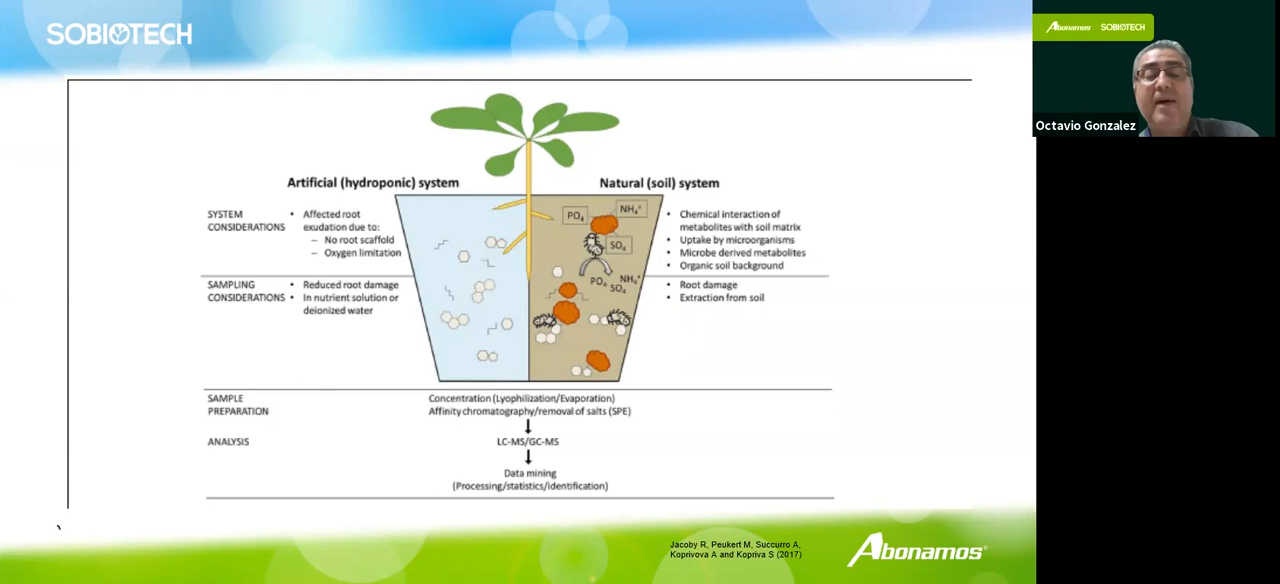 SOBIOTECH
Abonamos SOBIOTECH
Octavio Gonzalez
Artificial (hydroponic) system
Natural (soil) system
SYSTEM
CONSIDERATIONS
• Affected root
exudation due to:
– No root scaffold
– Oxygen limitation
PO₄
NH₄⁺
SO₄
PO₄
NH₄⁺
SO₄
• Chemical interaction of
metabolites with soil matrix
• Uptake by microorganisms
• Microbe derived metabolites
• Organic soil background
SAMPLING
CONSIDERATIONS
• Reduced root damage
• In nutrient solution or
deionized water
• Root damage
• Extraction from soil
SAMPLE
PREPARATION
Concentration (Lyophilization/Evaporation)
Affinity chromatography/removal of salts (SPE)
ANALYSIS
LC-MS/GC-MS
Data mining
(Processing/statistics/identification)
Jacoby R, Peukert M, Succurro A,
Koprivova A and Kopriva S (2017)
Abonamos